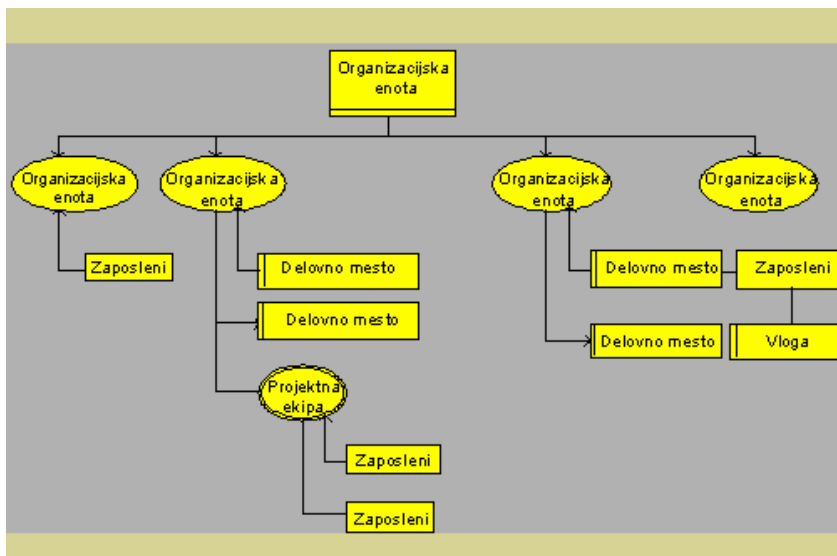 Organizacijska
enota
Organizacijska
enota
Organizacijska
enota
Organizacijska
enota
Organizacijska
enota
Zaposleni
Delovno mesto
Delovno mesto
Zaposleni
Delovno mesto
Delovno mesto
Vloga
Projektna
ekipa
Zaposleni
Zaposleni